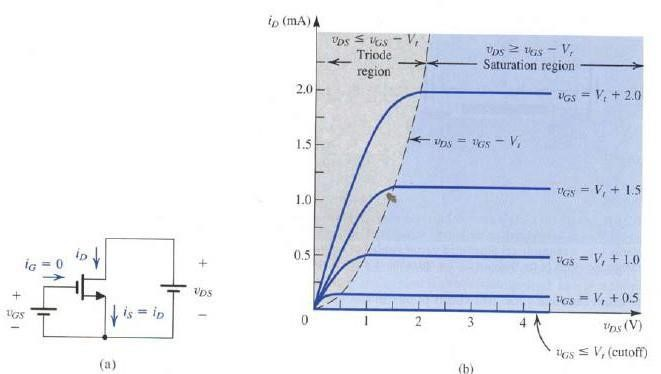 i_D (mA)
v_DS ≤ v_GS − V_t
Triode
region
v_DS ≥ v_GS − V_t
Saturation region
2.0
v_GS = V_t + 2.0
1.5
v_DS = v_GS − V_t
1.0
v_GS = V_t + 1.5
0.5
v_GS = V_t + 1.0
v_GS = V_t + 0.5
0
1
2
3
4
v_DS (V)
v_GS ≤ V_t (cutoff)
(b)
i_G = 0
i_D
+
v_DS
−
+
v_GS
−
i_S = i_D
(a)